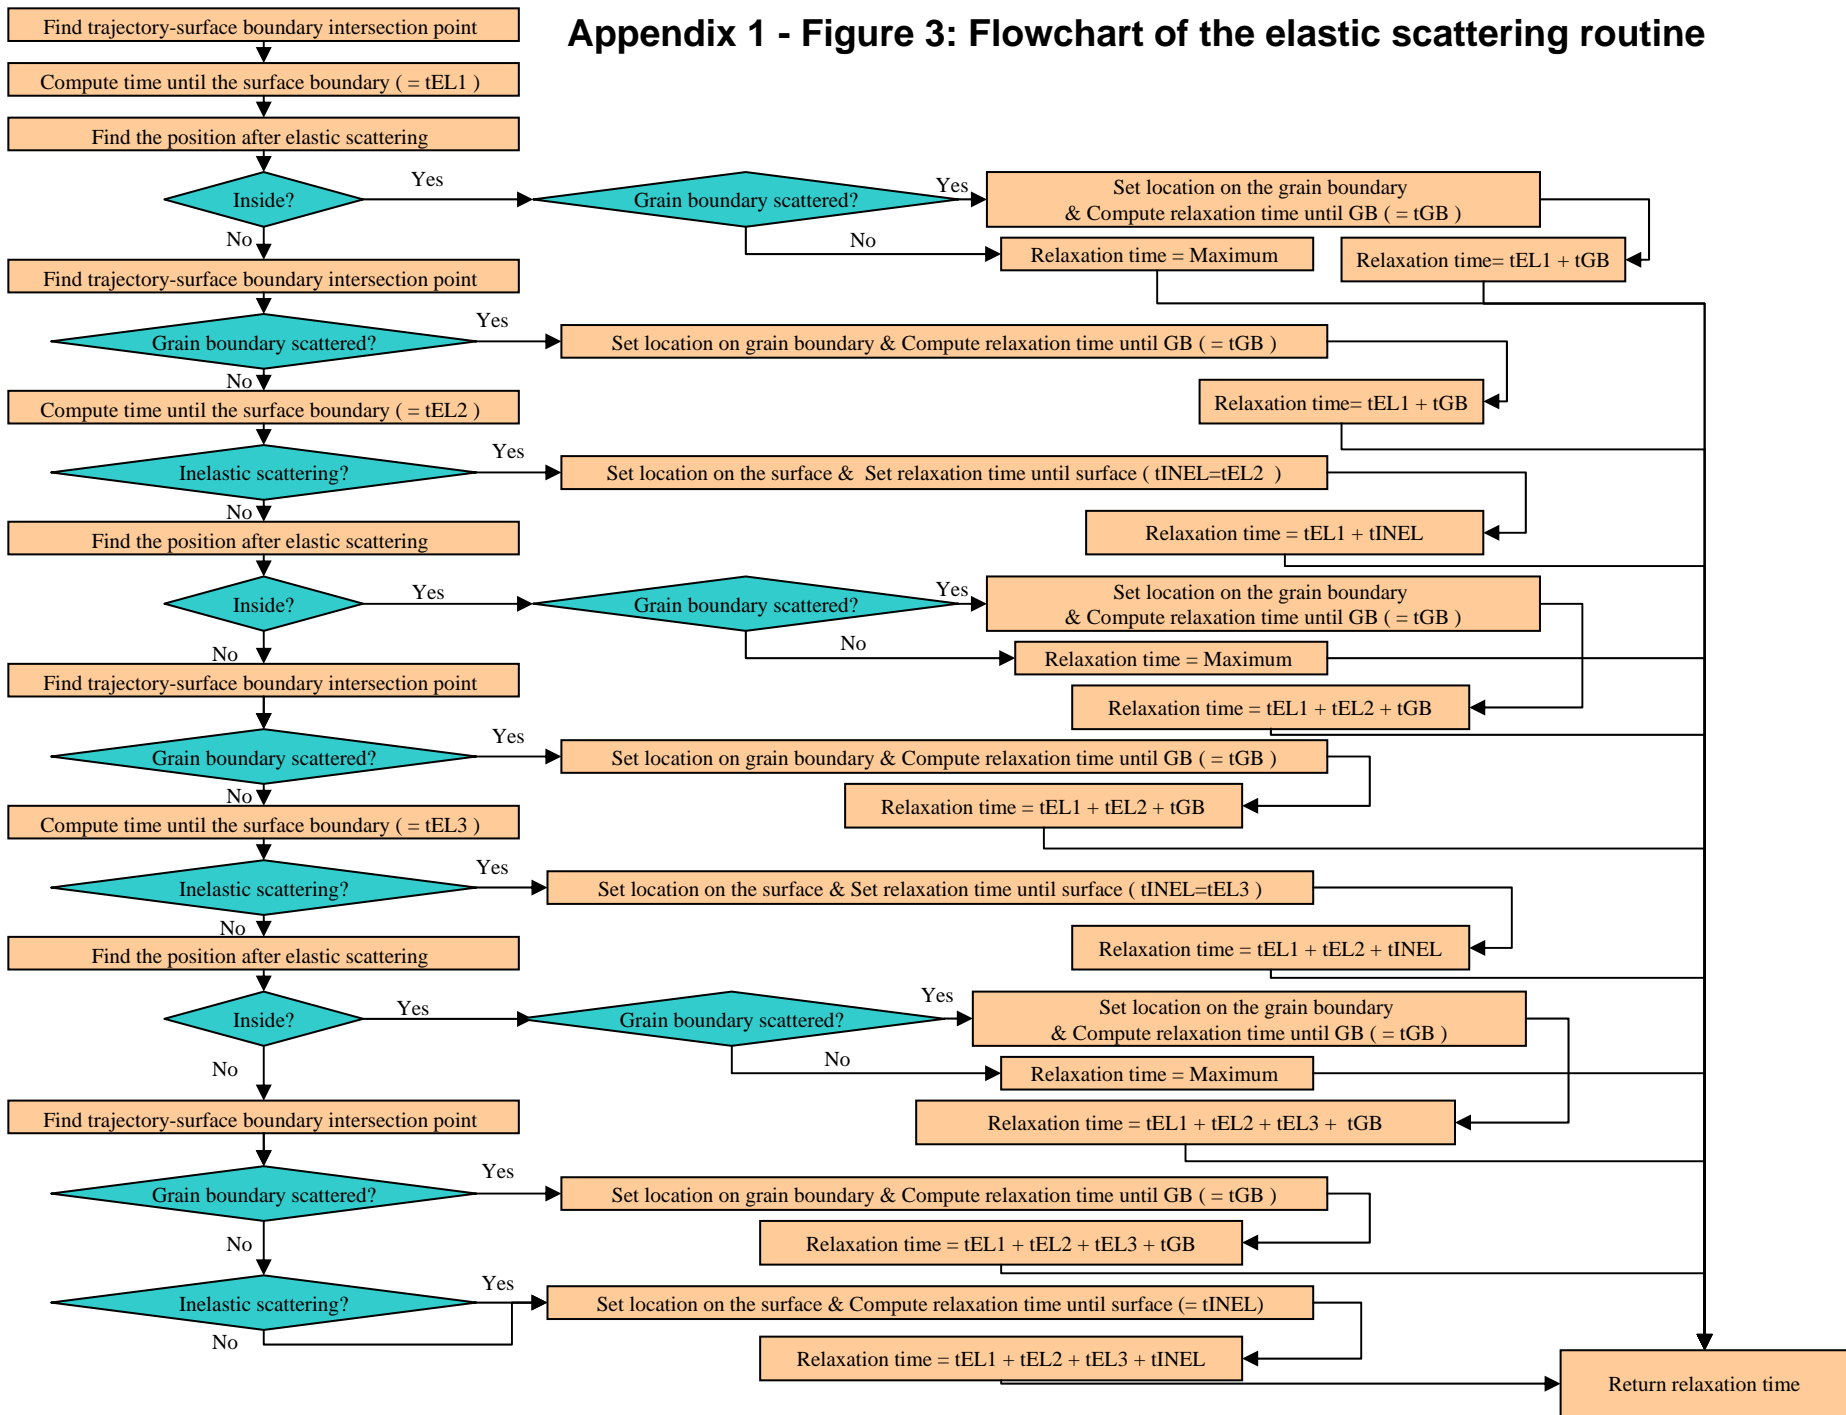 Appendix 1 - Figure 3: Flowchart of the elastic scattering routine
Find trajectory-surface boundary intersection point
Compute time until the surface boundary ( = tEL1 )
Find the position after elastic scattering
Inside?
Yes
Grain boundary scattered?
Yes
Set location on the grain boundary
& Compute relaxation time until GB ( = tGB )
No
No
Relaxation time = Maximum
Relaxation time= tEL1 + tGB
Find trajectory-surface boundary intersection point
Grain boundary scattered?
Yes
Set location on grain boundary & Compute relaxation time until GB ( = tGB )
No
Relaxation time= tEL1 + tGB
Compute time until the surface boundary ( = tEL2 )
Inelastic scattering?
Yes
Set location on the surface &  Set relaxation time until surface ( tINEL=tEL2  )
No
Relaxation time = tEL1 + tINEL
Find the position after elastic scattering
Inside?
Yes
Grain boundary scattered?
Yes
Set location on the grain boundary
& Compute relaxation time until GB ( = tGB )
No
No
Relaxation time = Maximum
Find trajectory-surface boundary intersection point
Relaxation time = tEL1 + tEL2 + tGB
Grain boundary scattered?
Yes
Set location on grain boundary & Compute relaxation time until GB ( = tGB )
No
Relaxation time = tEL1 + tEL2 + tGB
Compute time until the surface boundary ( = tEL3 )
Inelastic scattering?
Yes
Set location on the surface & Set relaxation time until surface ( tINEL=tEL3 )
No
Relaxation time = tEL1 + tEL2 + tINEL
Find the position after elastic scattering
Inside?
Yes
Grain boundary scattered?
Yes
Set location on the grain boundary
& Compute relaxation time until GB ( = tGB )
No
No
Relaxation time = Maximum
Find trajectory-surface boundary intersection point
Relaxation time = tEL1 + tEL2 + tEL3 +  tGB
Grain boundary scattered?
Yes
Set location on grain boundary & Compute relaxation time until GB ( = tGB )
No
Relaxation time = tEL1 + tEL2 + tEL3 + tGB
Inelastic scattering?
Yes
Set location on the surface & Compute relaxation time until surface (= tINEL)
No
Relaxation time = tEL1 + tEL2 + tEL3 + tINEL
Return relaxation time